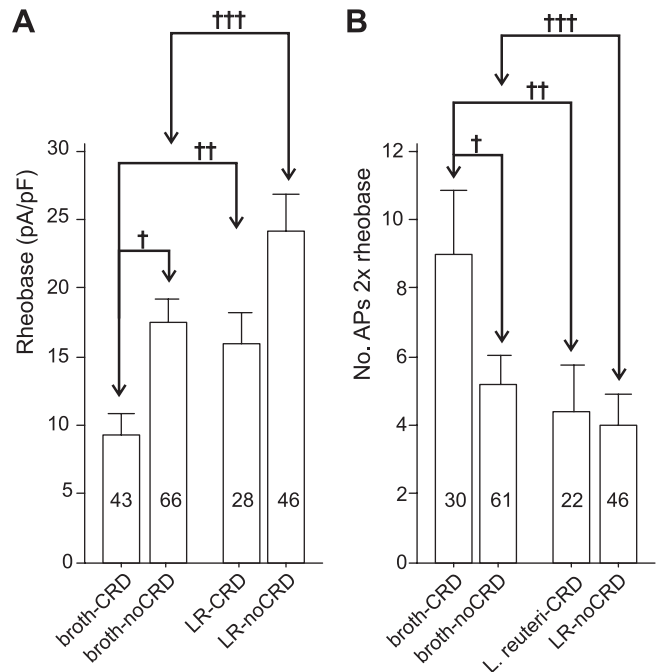 A
†††
††
†
Rheobase (pA/pF)
30
25
20
15
10
5
0
43
66
28
46
broth-CRD
broth-noCRD
LR-CRD
LR-noCRD
B
†††
††
†
No. APs 2x rheobase
12
10
8
6
4
2
0
30
61
22
46
broth-CRD
broth-noCRD
L. reuteri-CRD
LR-noCRD